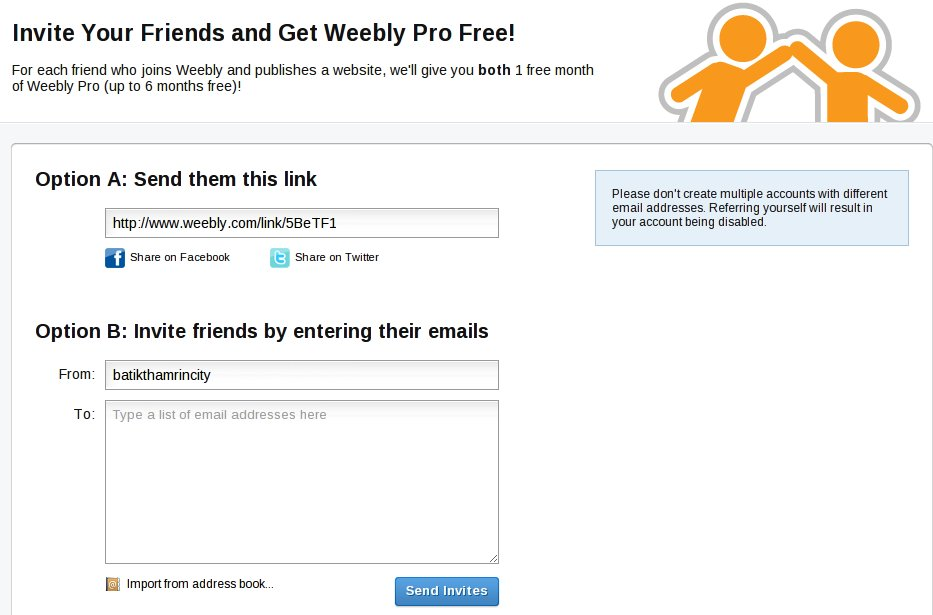 Invite Your Friends and Get Weebly Pro Free!
For each friend who joins Weebly and publishes a website, we'll give you both 1 free month
of Weebly Pro (up to 6 months free)!
Option A: Send them this link
http://www.weebly.com/link/5BeTF1
Share on Facebook
Share on Twitter
Please don't create multiple accounts with different
email addresses. Referring yourself will result in
your account being disabled.
Option B: Invite friends by entering their emails
From:
batikthamrincity
To:
Type a list of email addresses here
Import from address book...
Send Invites